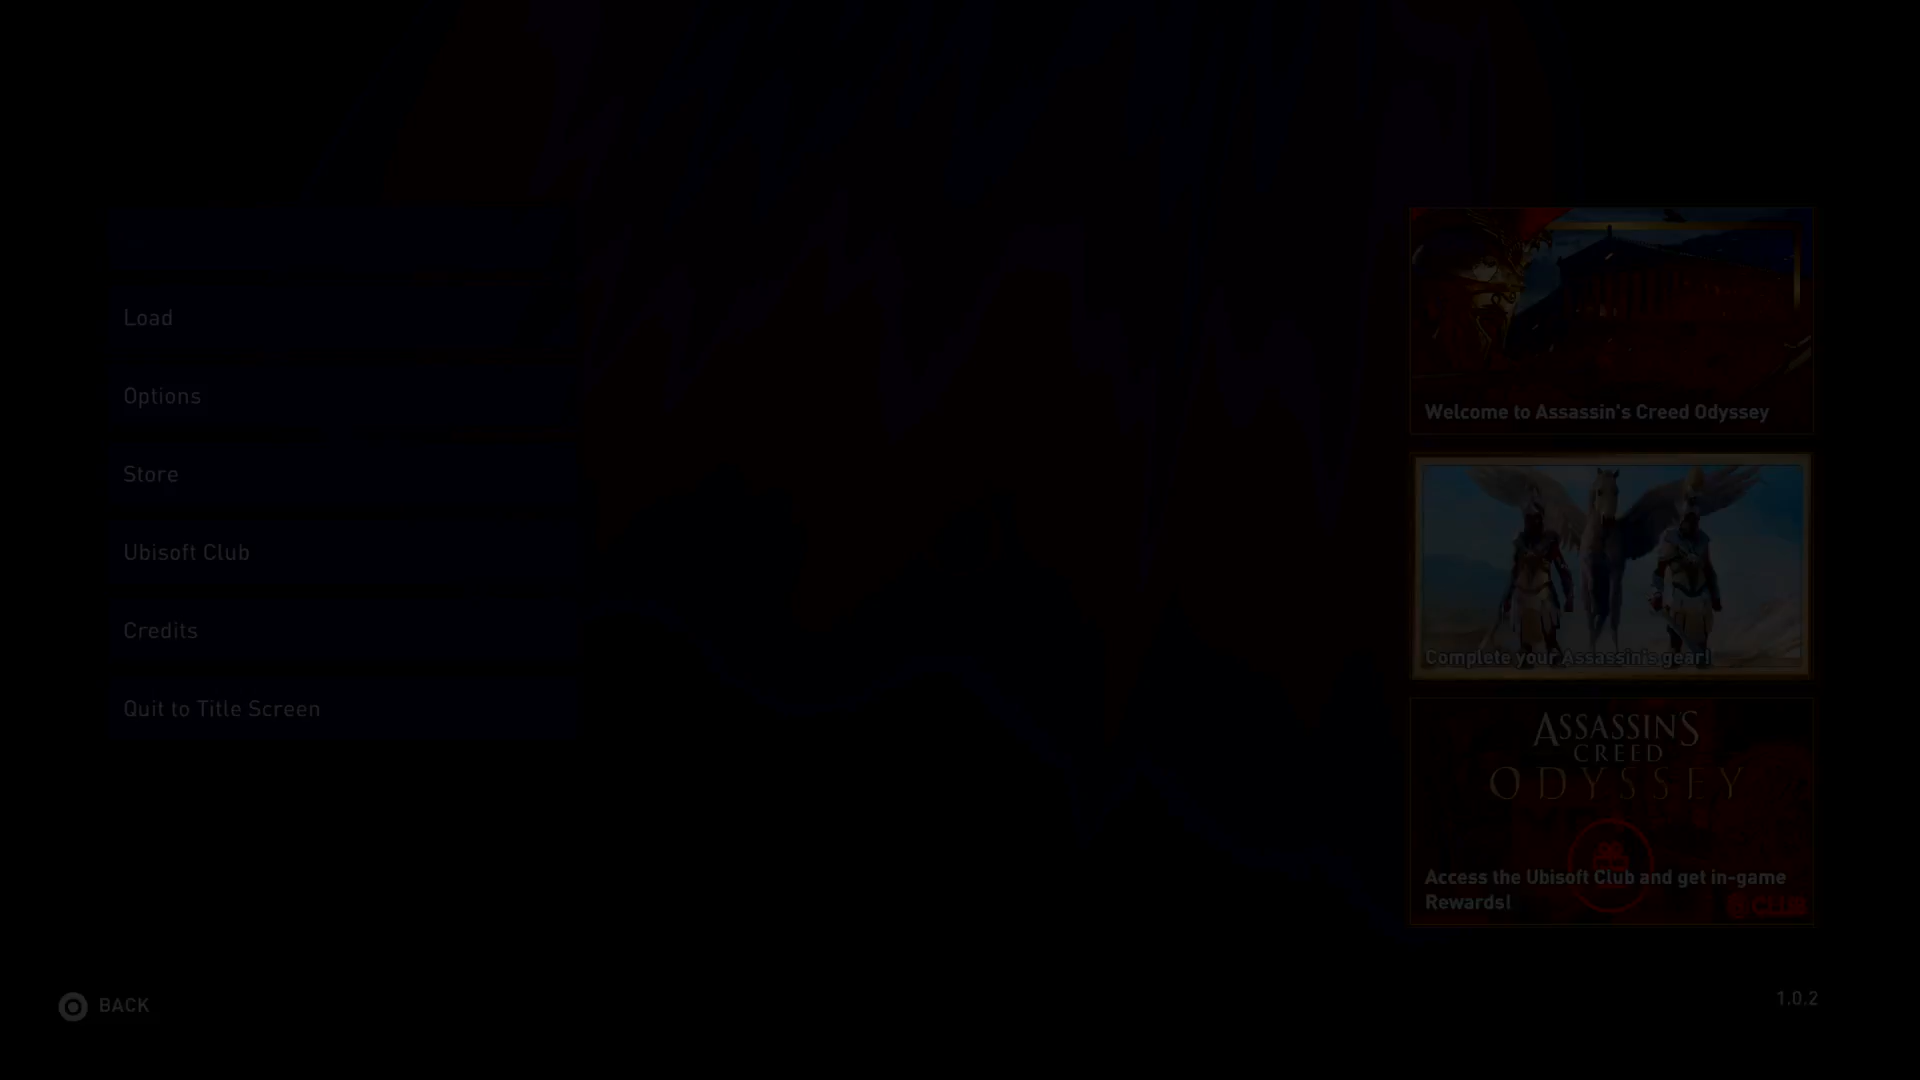 Load
Options
Store
Ubisoft Club
Credits
Quit to Title Screen
Welcome to Assassin's Creed Odyssey
Complete your Assassin's gear!
ASSASSIN'S
CREED
ODYSSEY
Access the Ubisoft Club and get in-game
Rewards!
CLUB
BACK
1.0.2